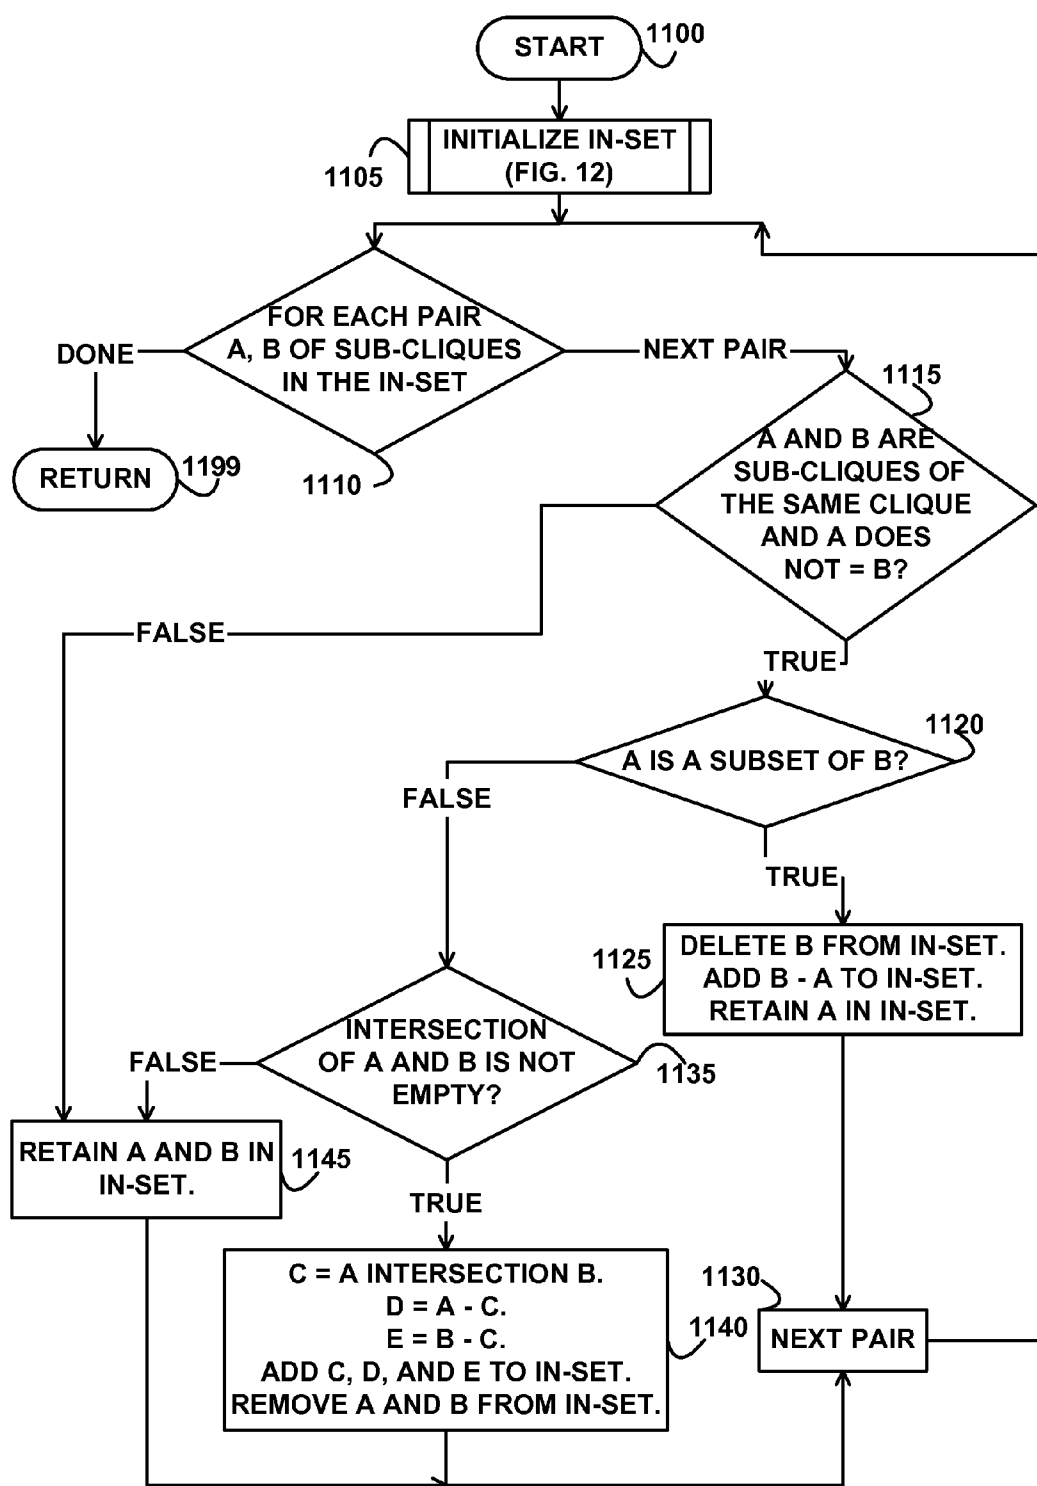 START
1100
INITIALIZE IN-SET
(FIG. 12)
1105
FOR EACH PAIR
A, B OF SUB-CLIQUES
IN THE IN-SET
1110
DONE
RETURN
1199
NEXT PAIR
1115
A AND B ARE
SUB-CLIQUES OF
THE SAME CLIQUE
AND A DOES
NOT = B?
FALSE
TRUE
A IS A SUBSET OF B?
1120
FALSE
TRUE
1125
DELETE B FROM IN-SET.
ADD B - A TO IN-SET.
RETAIN A IN IN-SET.
INTERSECTION
OF A AND B IS NOT
EMPTY?
1135
FALSE
RETAIN A AND B IN
IN-SET.
1145
TRUE
C = A INTERSECTION B.
D = A - C.
E = B - C.
ADD C, D, AND E TO IN-SET.
REMOVE A AND B FROM IN-SET.
1140
1130
NEXT PAIR